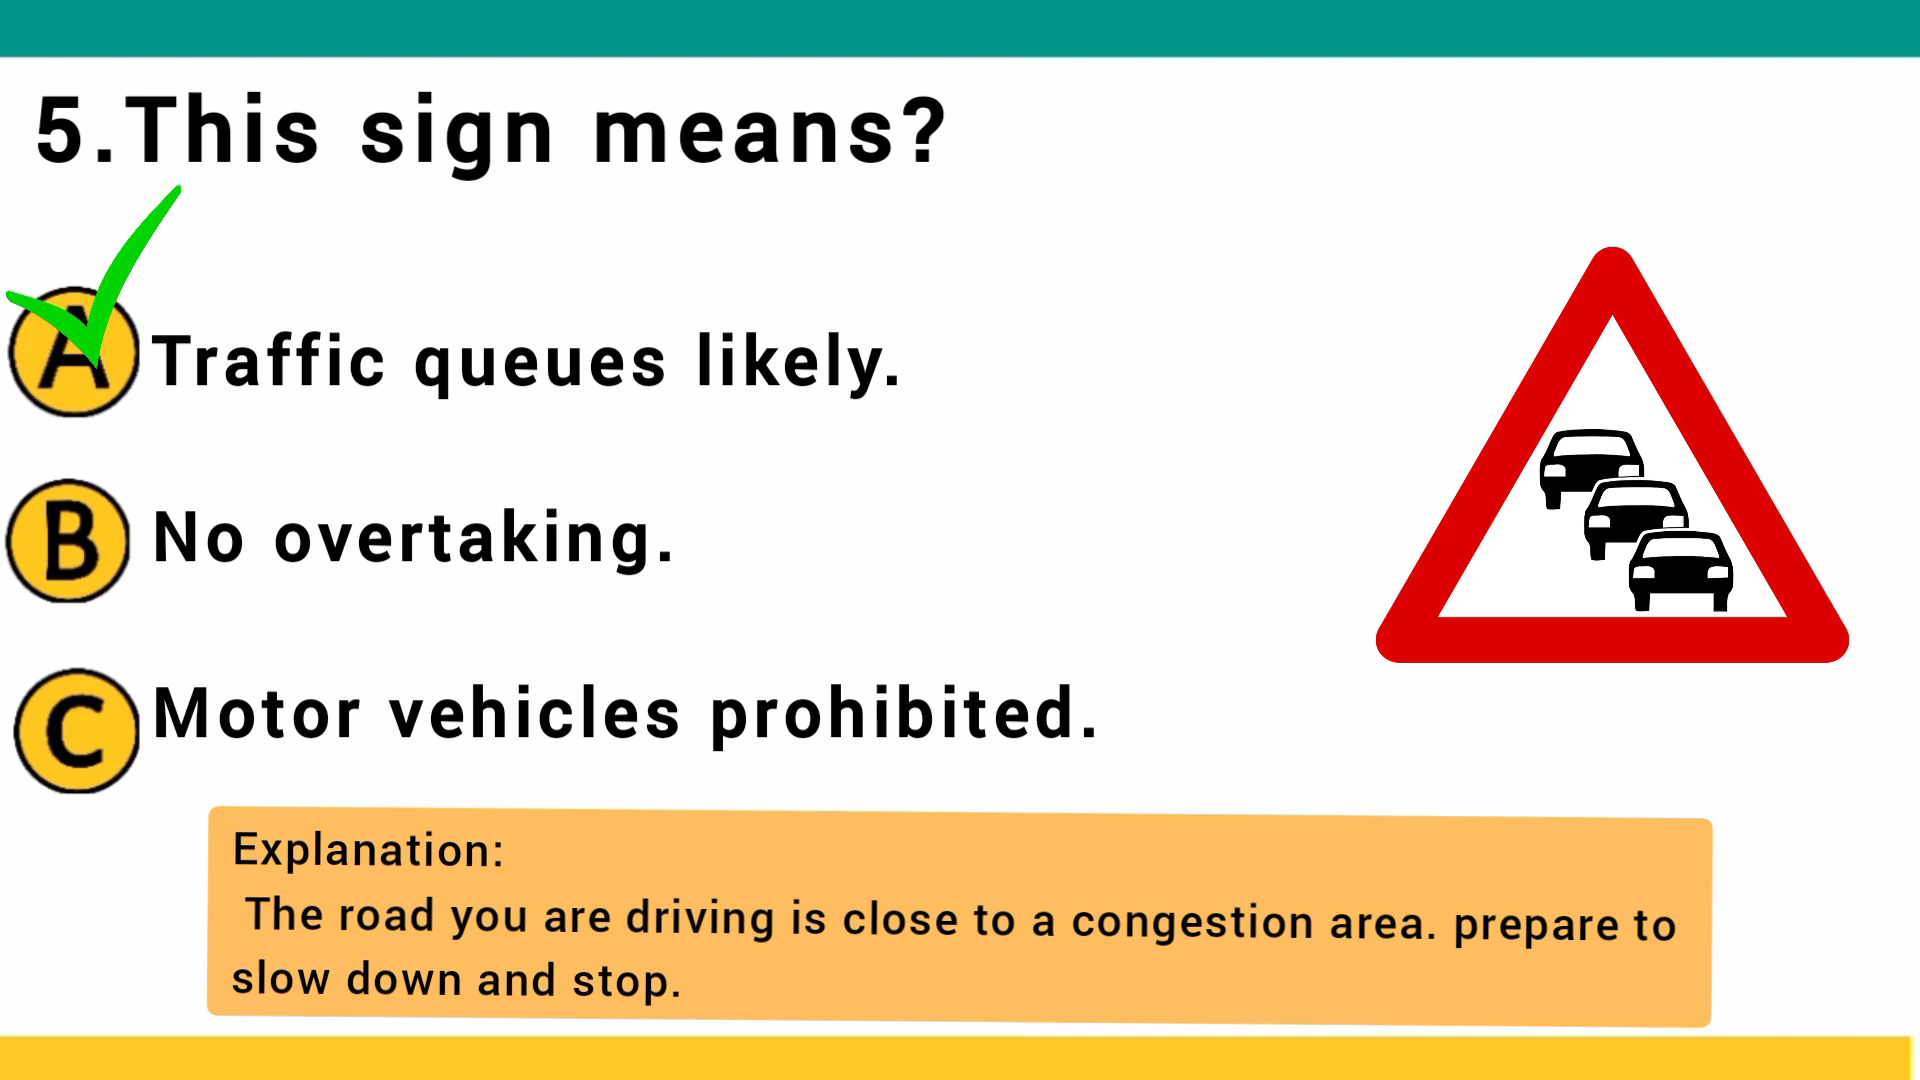 5.This sign means?
A Traffic queues likely.
B No overtaking.
C Motor vehicles prohibited.
Explanation:
The road you are driving is close to a congestion area. prepare to
slow down and stop.